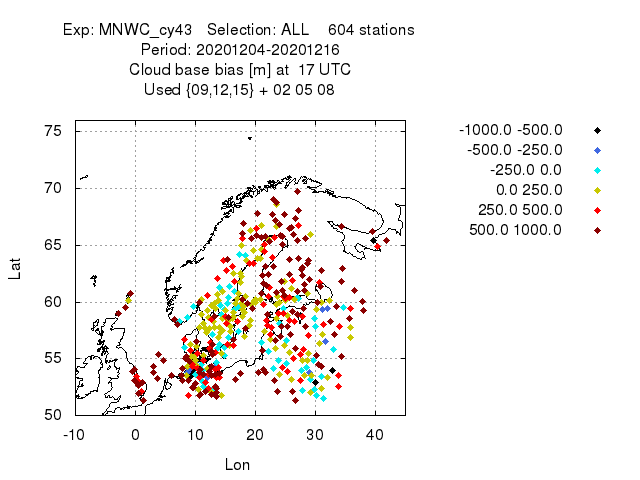 Exp: MNWC_cy43 Selection: ALL 604 stations
Period: 20201204-20201216
Cloud base bias [m] at 17 UTC
Used {09,12,15} + 02 05 08
-1000.0 -500.0
-500.0 -250.0
-250.0 0.0
0.0 250.0
250.0 500.0
500.0 1000.0
75
70
65
60
55
50
Lat
-10 0 10 20 30 40
Lon